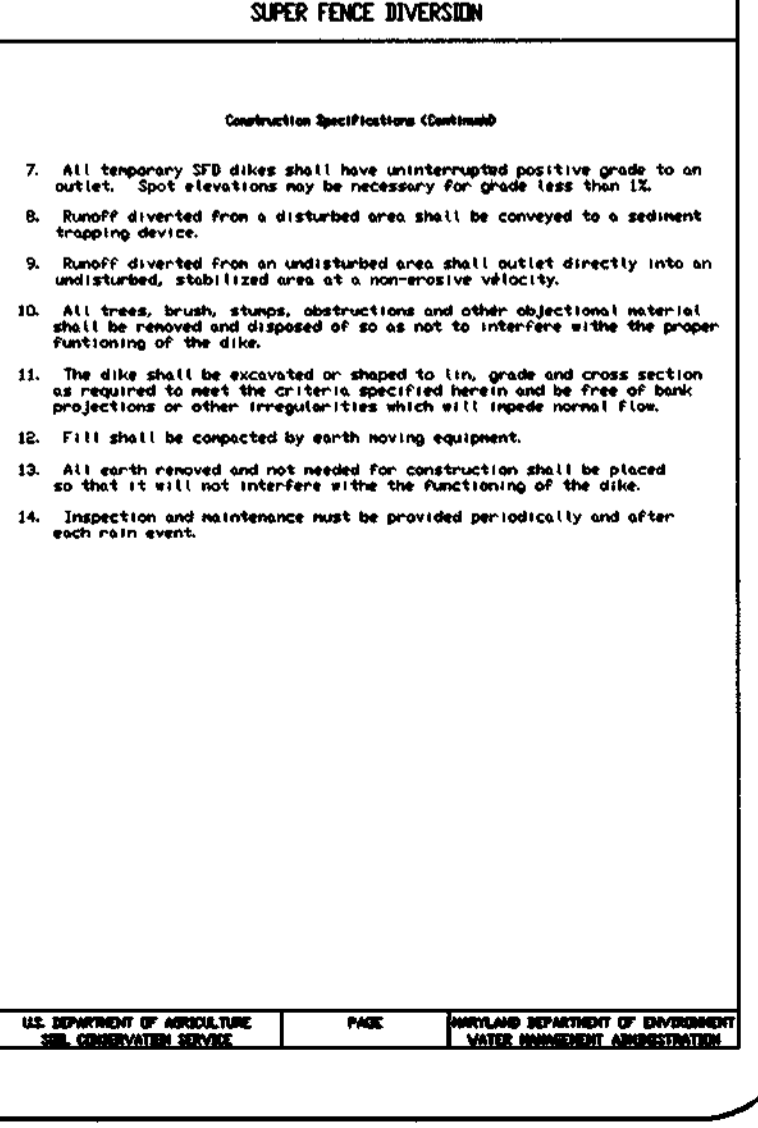 SUPER FENCE DIVERSION
Construction Specifications (Continued)
7. All temporary SFD dikes shall have uninterrupted positive grade to an
outlet. Spot elevations may be necessary for grade less than 1%.
8. Runoff diverted from a disturbed area shall be conveyed to a sediment
trapping device.
9. Runoff diverted from an undisturbed area shall outlet directly into an
undisturbed, stabilized area at a non-erosive velocity.
10. All trees, brush, stumps, obstructions and other objectional material
shall be removed and disposed of so as not to interfere withe the proper
funtioning of the dike.
11. The dike shall be excavated or shaped to lin, grade and cross section
as required to meet the criteria specified herein and be free of bank
projections or other irregularities which will impede normal flow.
12. Fill shall be compacted by earth moving equipment.
13. All earth removed and not needed for construction shall be placed
so that it will not interfere withe the functioning of the dike.
14. Inspection and maintenance must be provided periodically and after
each rain event.
U.S. DEPARTMENT OF AGRICULTURE
SOIL CONSERVATION SERVICE
PAGE
MARYLAND DEPARTMENT OF ENVIRONMENT
WATER MANAGEMENT ADMINISTRATION